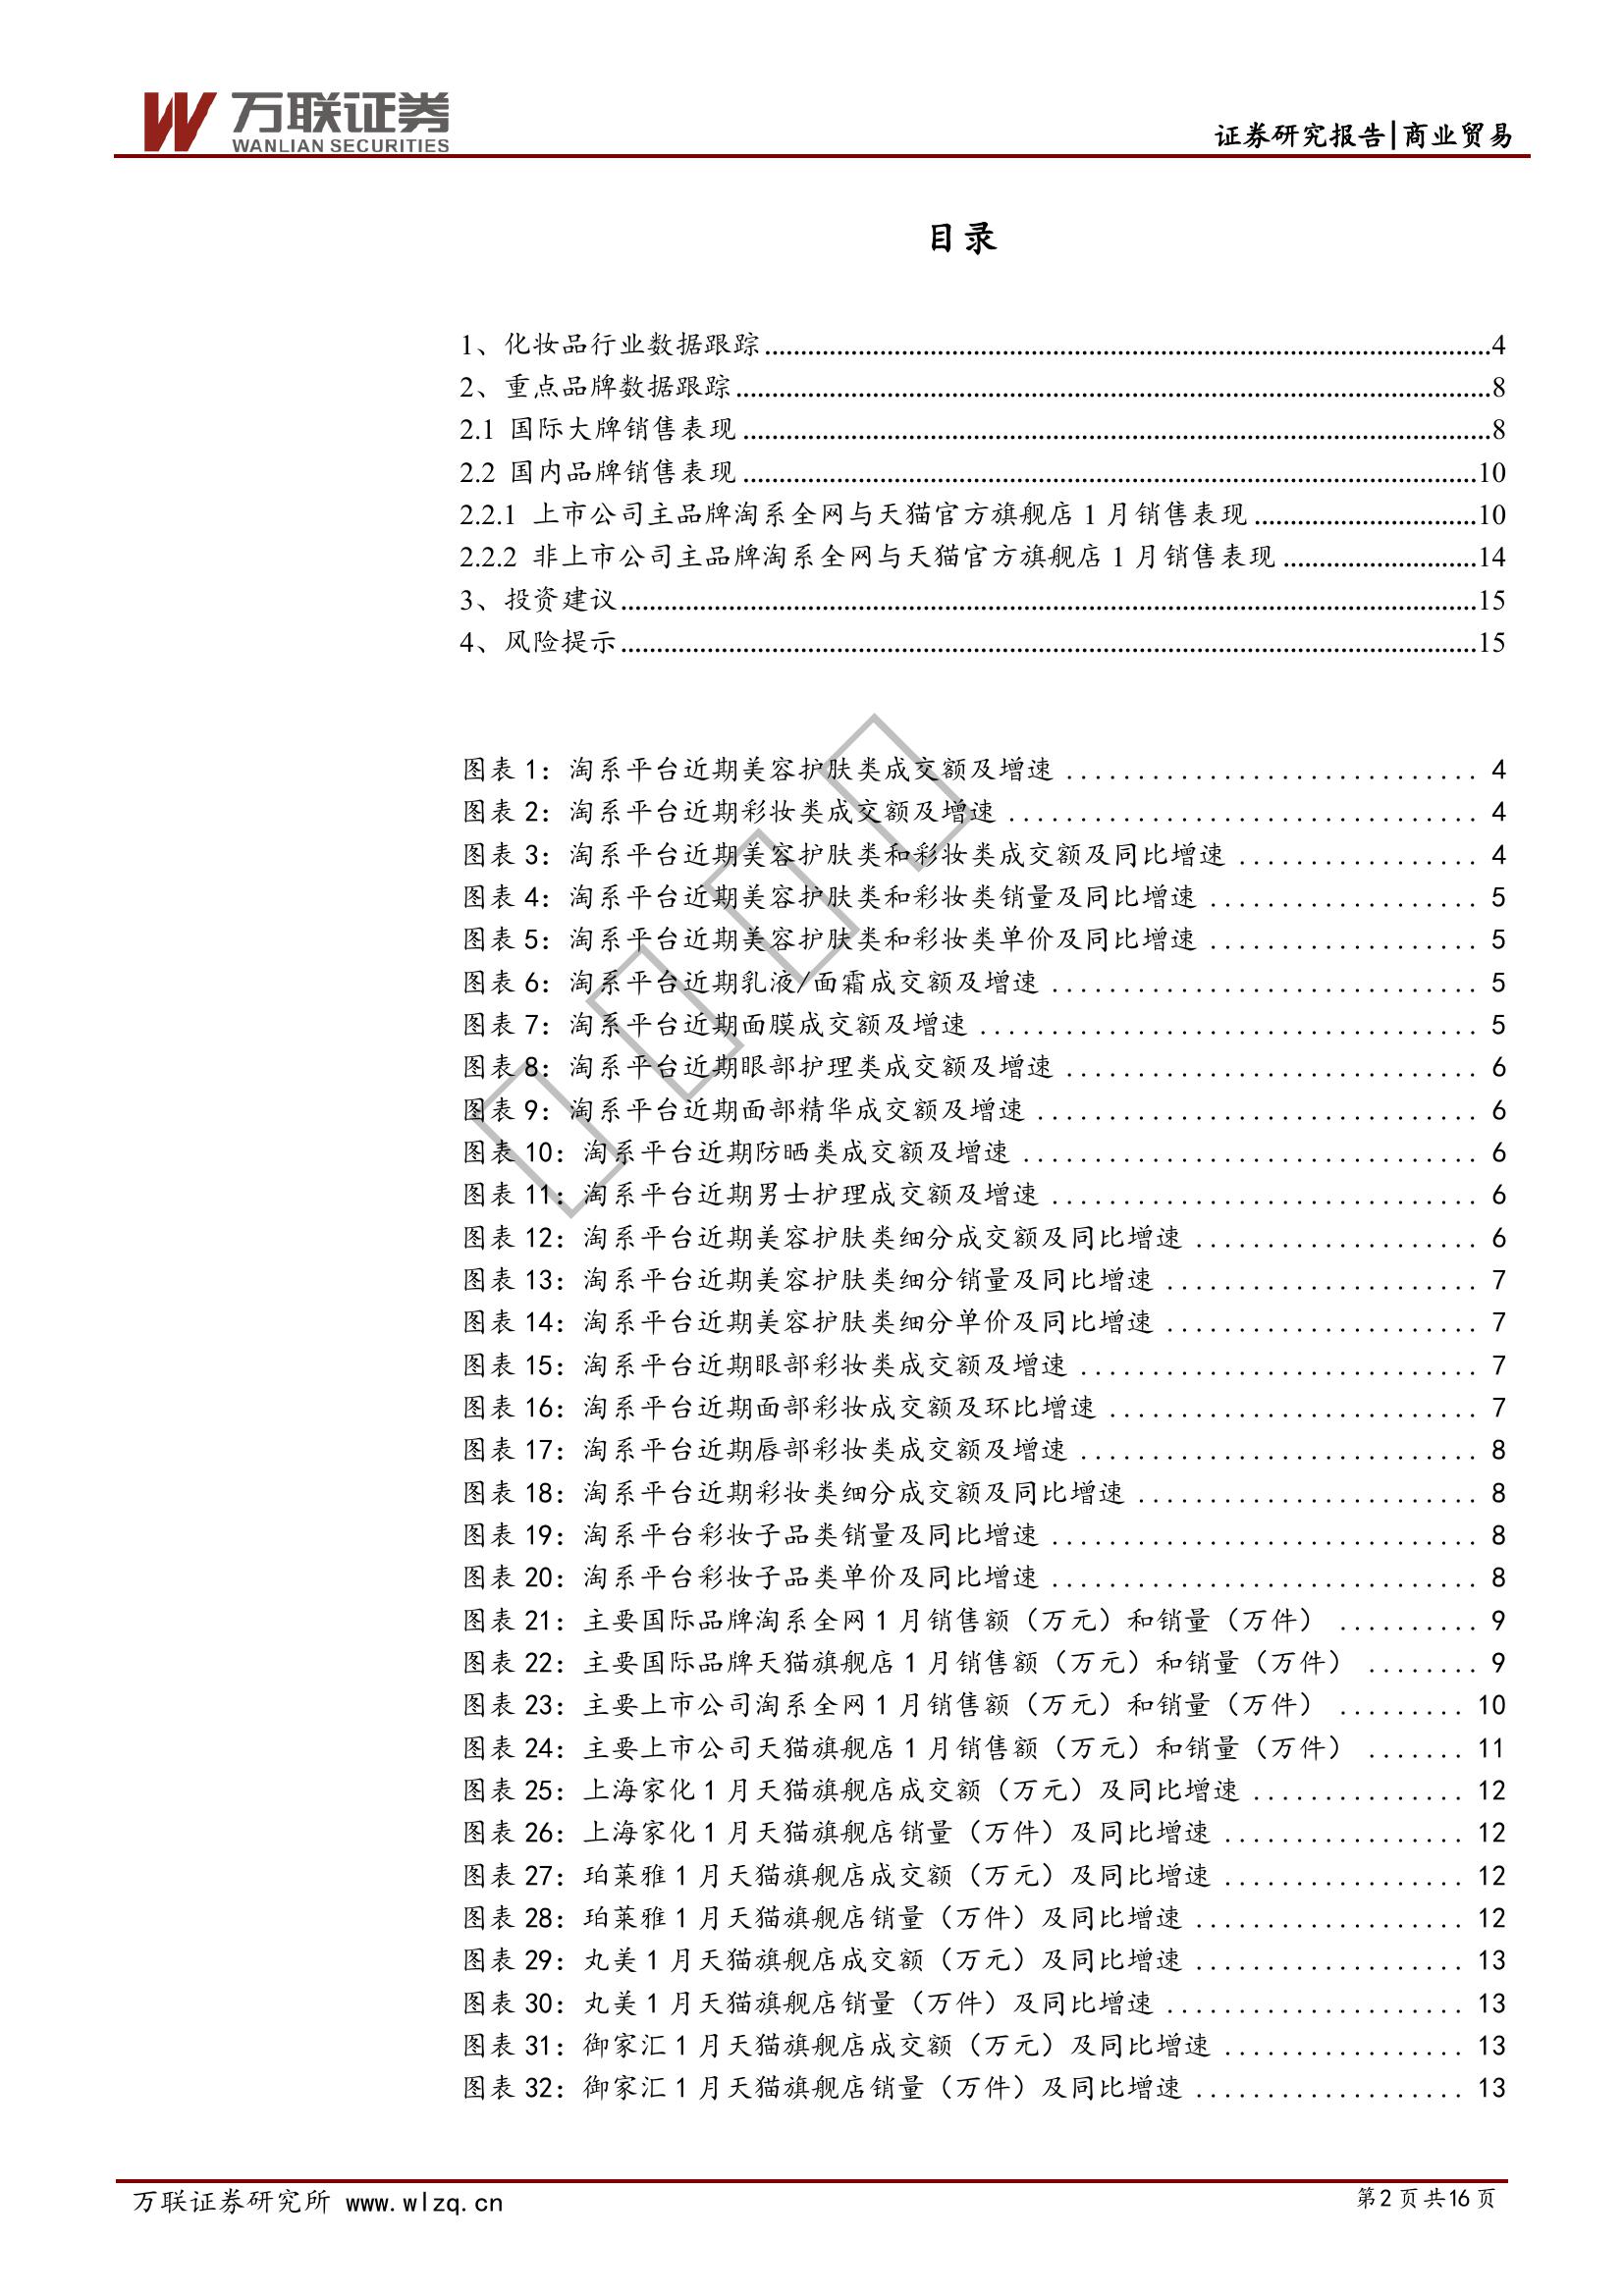 万联证券
WANLIAN SECURITIES
证券研究报告|商业贸易
目录
1、化妆品行业数据跟踪....................4
2、重点品牌数据跟踪....................8
2.1 国际大牌销售表现....................8
2.2 国内品牌销售表现....................10
2.2.1 上市公司主品牌淘系全网与天猫官方旗舰店 1 月销售表现....................10
2.2.2 非上市公司主品牌淘系全网与天猫官方旗舰店 1 月销售表现....................14
3、投资建议....................15
4、风险提示....................15
图表 1：淘系平台近期美容护肤类成交额及增速 .................... 4
图表 2：淘系平台近期彩妆类成交额及增速 .................... 4
图表 3：淘系平台近期美容护肤类和彩妆类成交额及同比增速 .................... 4
图表 4：淘系平台近期美容护肤类和彩妆类销量及同比增速 .................... 5
图表 5：淘系平台近期美容护肤类和彩妆类单价及同比增速 .................... 5
图表 6：淘系平台近期乳液/面霜成交额及增速 .................... 5
图表 7：淘系平台近期面膜成交额及增速 .................... 5
图表 8：淘系平台近期眼部护理类成交额及增速 .................... 6
图表 9：淘系平台近期面部精华成交额及增速 .................... 6
图表 10：淘系平台近期防晒类成交额及增速 .................... 6
图表 11：淘系平台近期男士护理成交额及增速 .................... 6
图表 12：淘系平台近期美容护肤类细分成交额及同比增速 .................... 6
图表 13：淘系平台近期美容护肤类细分销量及同比增速 .................... 7
图表 14：淘系平台近期美容护肤类细分单价及同比增速 .................... 7
图表 15：淘系平台近期眼部彩妆类成交额及增速 .................... 7
图表 16：淘系平台近期面部彩妆成交额及环比增速 .................... 7
图表 17：淘系平台近期唇部彩妆类成交额及增速 .................... 8
图表 18：淘系平台近期彩妆类细分成交额及同比增速 .................... 8
图表 19：淘系平台彩妆子品类销量及同比增速 .................... 8
图表 20：淘系平台彩妆子品类单价及同比增速 .................... 8
图表 21：主要国际品牌淘系全网 1 月销售额（万元）和销量（万件） .......... 9
图表 22：主要国际品牌天猫旗舰店 1 月销售额（万元）和销量（万件） ........ 9
图表 23：主要上市公司淘系全网 1 月销售额（万元）和销量（万件） ......... 10
图表 24：主要上市公司天猫旗舰店 1 月销售额（万元）和销量（万件） ....... 11
图表 25：上海家化 1 月天猫旗舰店成交额（万元）及同比增速 ............... 12
图表 26：上海家化 1 月天猫旗舰店销量（万件）及同比增速 ................. 12
图表 27：珀莱雅 1 月天猫旗舰店成交额（万元）及同比增速 ................. 12
图表 28：珀莱雅 1 月天猫旗舰店销量（万件）及同比增速 ................... 12
图表 29：丸美 1 月天猫旗舰店成交额（万元）及同比增速 ................... 13
图表 30：丸美 1 月天猫旗舰店销量（万件）及同比增速 ..................... 13
图表 31：御家汇 1 月天猫旗舰店成交额（万元）及同比增速 ................. 13
图表 32：御家汇 1 月天猫旗舰店销量（万件）及同比增速 ................... 13
万联证券研究所 www.wlzq.cn
第 2 页 共 16 页